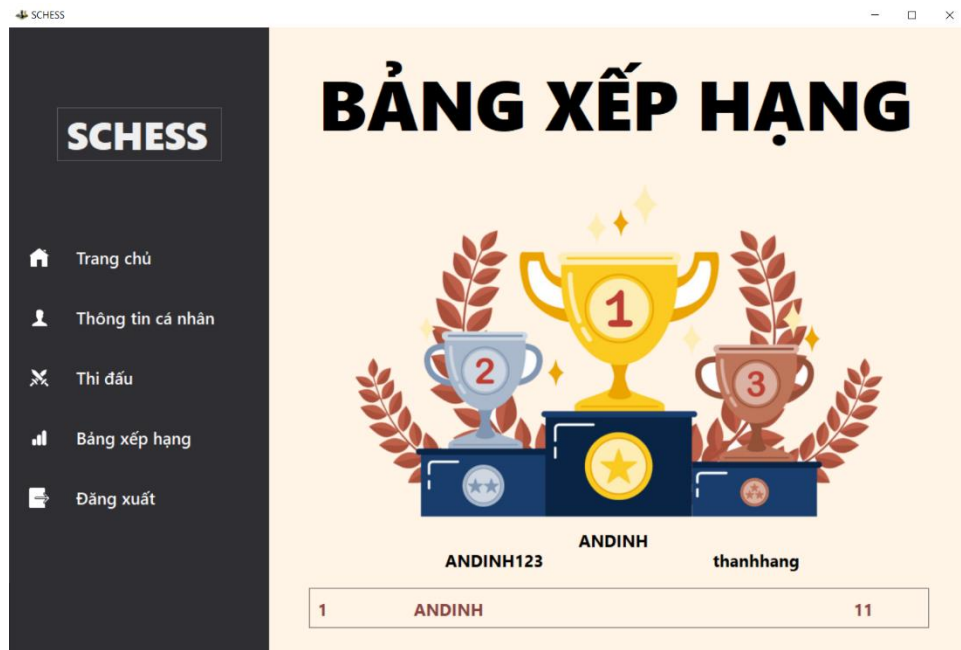 SCHESS
SCHESS
Trang chủ
Thông tin cá nhân
Thi đấu
Bảng xếp hạng
Đăng xuất
BẢNG XẾP HẠNG
1
2
3
ANDINH
ANDINH123
thanhhang
1 ANDINH 11